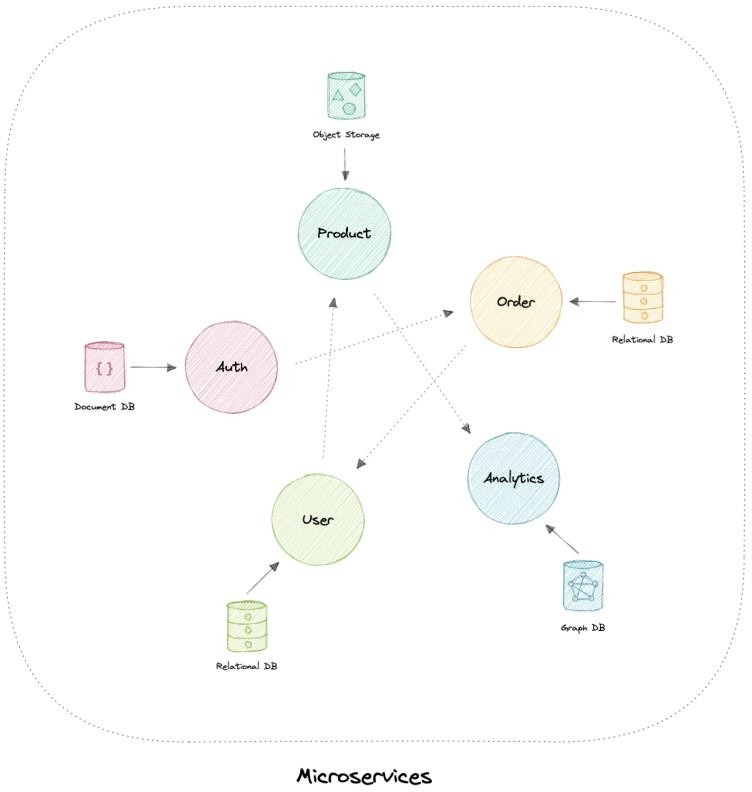 Object Storage
Product
Order
Relational DB
Auth
Document DB
Analytics
User
Graph DB
Relational DB
Microservices